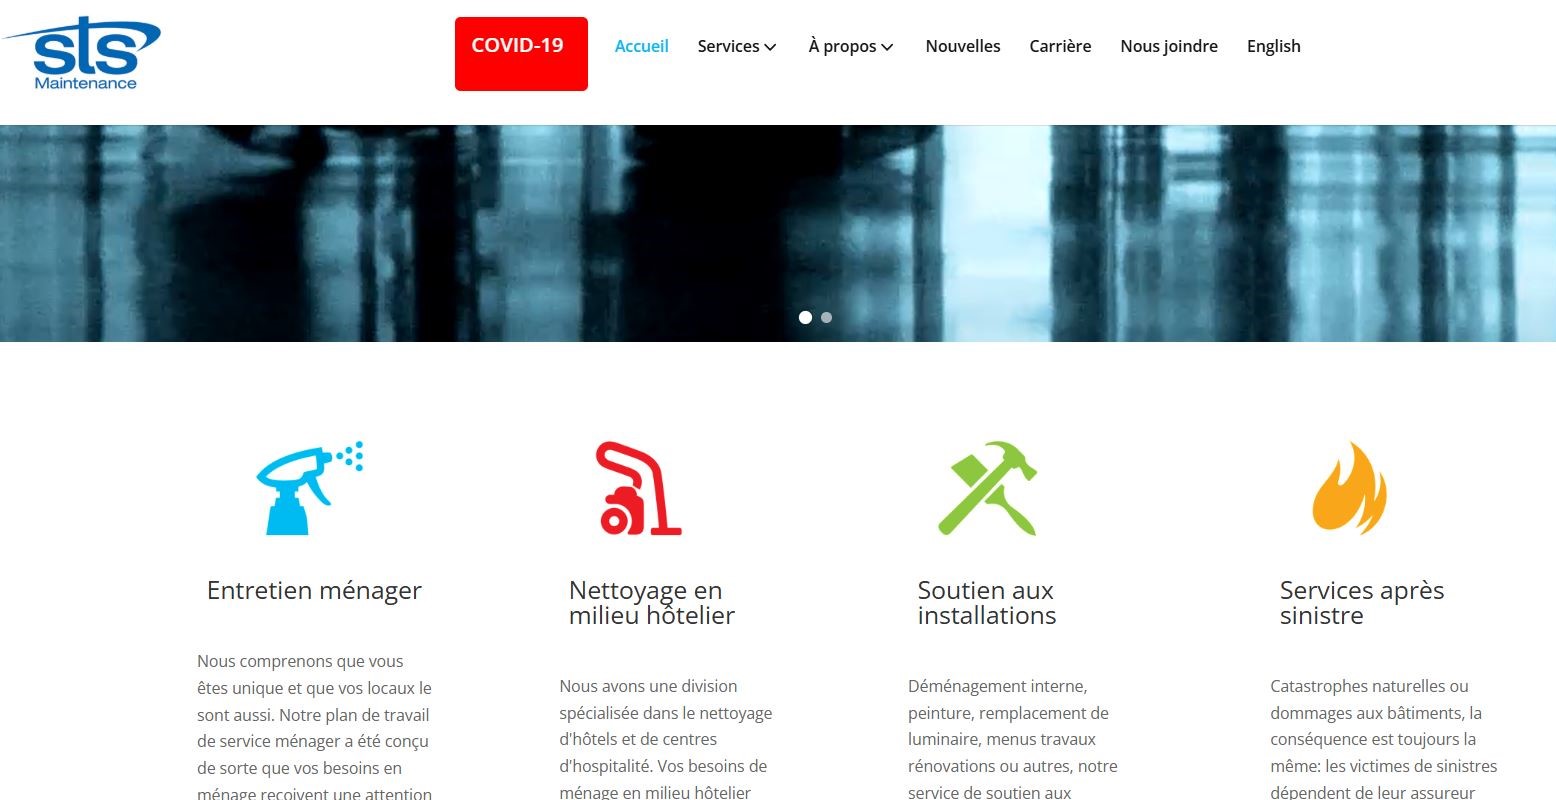 sts
Maintenance
COVID-19
Accueil
Services
À propos
Nouvelles
Carrière
Nous joindre
English
Entretien ménager
Nous comprenons que vous
êtes unique et que vos locaux le
sont aussi. Notre plan de travail
de service ménager a été conçu
de sorte que vos besoins en
ménage reçoivent une attention
Nettoyage en
milieu hôtelier
Nous avons une division
spécialisée dans le nettoyage
d'hôtels et de centres
d'hospitalité. Vos besoins de
ménage en milieu hôtelier
Soutien aux
installations
Déménagement interne,
peinture, remplacement de
luminaire, menus travaux
rénovations ou autres, notre
service de soutien aux
Services après
sinistre
Catastrophes naturelles ou
dommages aux bâtiments, la
conséquence est toujours la
même: les victimes de sinistres
dépendent de leur assureur